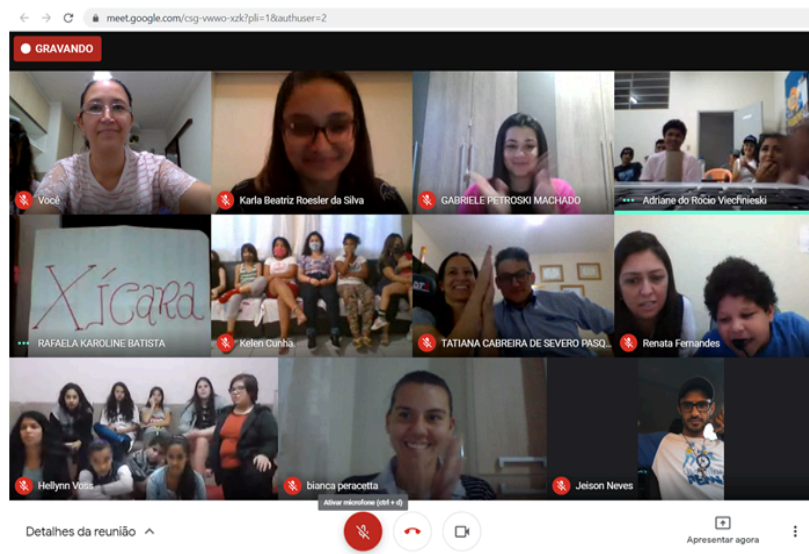 meet.google.com/csg-vwwo-xzk?pli=1&authuser=2
GRAVANDO
Você
Karla Beatriz Roesler da Silva
GABRIELE PETROSKI MACHADO
Adriane do Rocio Viechnieski
Xícara
RAFAELA KAROLINE BATISTA
Kelen Cunha.
TATIANA CABREIRA DE SEVERO PASQ...
Renata Fernandes
Hellynn Voss
bianca peracetta
Jeison Neves
Ativar microfone (ctrl + d)
Detalhes da reunião
Apresentar agora